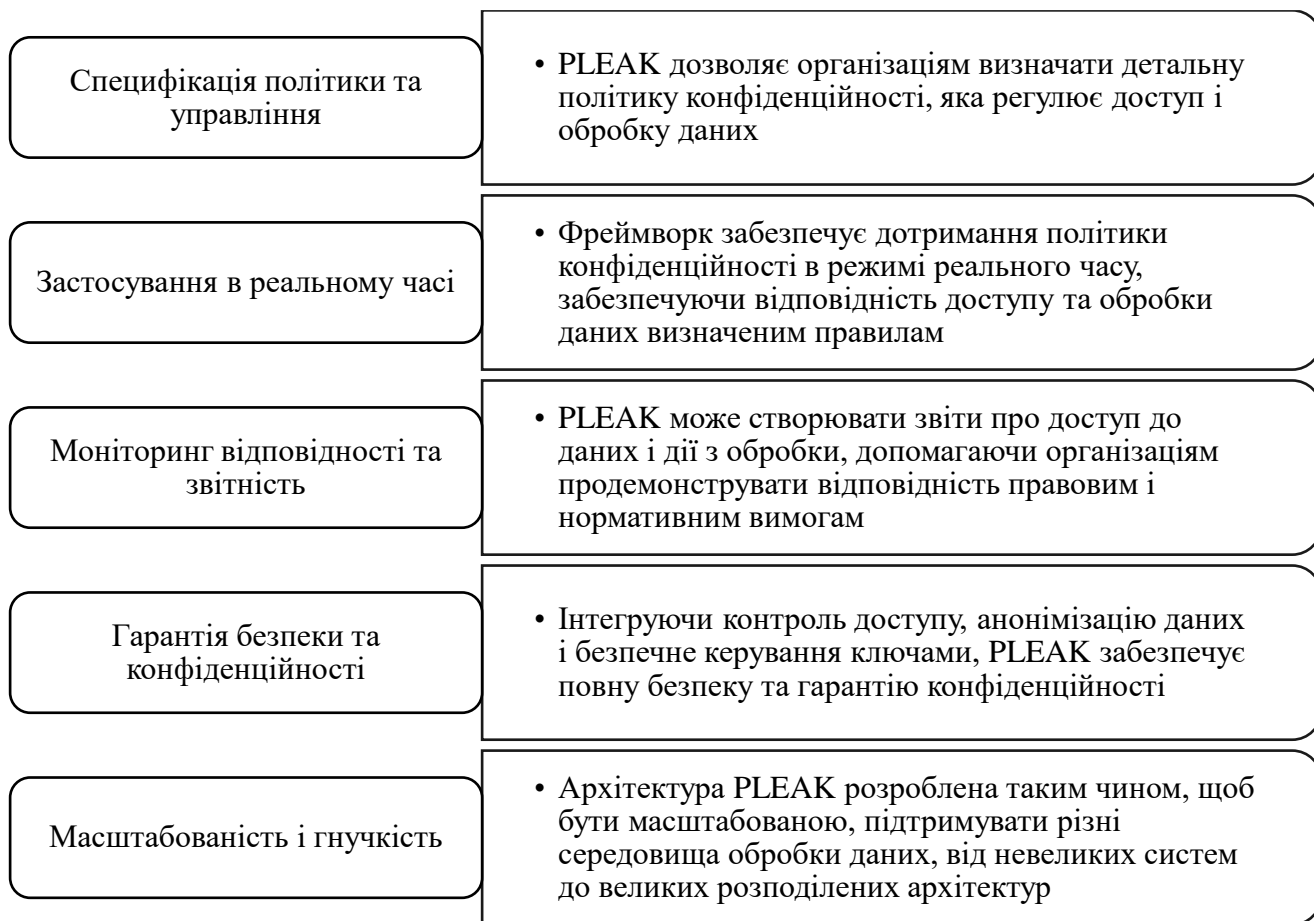 Специфікація політики та
управління
• PLEAK дозволяє організаціям визначати детальну
політику конфіденційності, яка регулює доступ і
обробку даних
Застосування в реальному часі
• Фреймворк забезпечує дотримання політики
конфіденційності в режимі реального часу,
забезпечуючи відповідність доступу та обробки
даних визначеним правилам
Моніторинг відповідності та
звітність
• PLEAK може створювати звіти про доступ до
даних і дії з обробки, допомагаючи організаціям
продемонструвати відповідність правовим і
нормативним вимогам
Гарантія безпеки та
конфіденційності
• Інтегруючи контроль доступу, анонімізацію даних
і безпечне керування ключами, PLEAK забезпечує
повну безпеку та гарантію конфіденційності
Масштабованість і гнучкість
• Архітектура PLEAK розроблена таким чином, щоб
бути масштабованою, підтримувати різні
середовища обробки даних, від невеликих систем
до великих розподілених архітектур